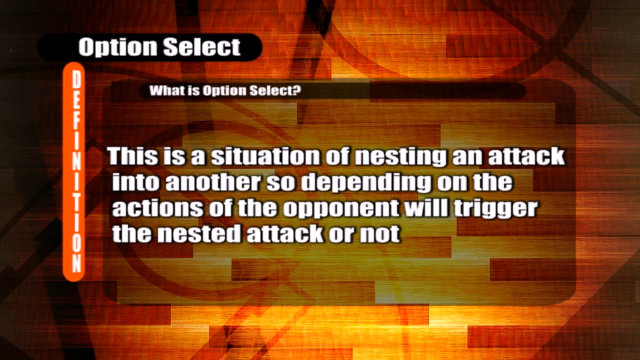 Option Select
DEFINITION
What is Option Select?
This is a situation of nesting an attack
into another so depending on the
actions of the opponent will trigger
the nested attack or not